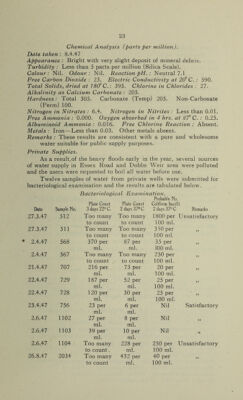 23
Chemical Analysis (parts per million).
Date taken : 8.4.47
Appearance : Bright with very slight deposit of mineral debris.
Turbidity : Less than 5 parts per million (Silica Scale).
Colour : Nil. Odour : Nil. Reaction pH. : Neutral 7.1
Free Carbon Dioxide : 25. Electric Conductivity at 20°C. : 590.
Total Solids, dried at 180°C. : 395. Chlorine in Chlorides : 27.
Alkalinity as Calcium Carbonate : 205.
Hardness : Total 305. Carbonate (Temp) 205. Non-Carbonate
(Perm) 100.
Nitrogen in Nitrates : 6.4. Nitrogen in Nitrites : Less than 0.01.
Free Ammonia : 0.000. Oxygen absorbed in 4 hrs. at 87°C. : 0.25.
Albuminoid Ammonia : 0.016. Free Chlorine Reaction : Absent.
Metals : Iron—Less than 0.03. Other metals absent.
Remarks : These results are consistent with a pure and wholesome
water suitable for public supply purposes.
Private Supplies.
As a result of the heavy floods early in the year, several sources
of water supply in Essex Road and Dobbs Weir area were polluted
and the users were requested to boil all water before use.
Twelve samples of water from private wells were submitted for
bacteriological examination and the results are tabulated below.
Bacteriological Examination.
Date Sample No. Plate Count 3 days 22°C. Plate Count 2 days 37°C. Probable No. Coliform bacilli 2 days 37°C. Remarks
27.3.47 512 Too many to count Too many to count 1800 per 100 ml. Unsatisfactory
27.3.47 511 Too many to count Too many to count 350 per 100 ml. ,,
* 2.4.47 568 370 per ml. 87 per ml. 35 per 100 ml. ,,
2.4.47 567 Too many to count Too many to count 250 per 100 ml. ,,
21.4.47 707 216 per ml. 73 per ml. 20 per 100 ml. ,,
22.4.47 729 187 per ml. 52 per ml. 25 per 100 ml. ,,
22.4.47 728 120 per ml. 30 per ml. 25 per 100 ml. ,,
23.4.47 756 23 per ml. 6 per ml. Nil Satisfactory
2.6.47 1102 27 per ml. 8 per ml. Nil ,,
2.6.47 1103 39 per ml. 10 per ml. Nil ,,
2.6.47 1104 Too many to count 228 per ml. 250 per 100 ml. Unsatisfactory
26.8.47 2034 Too many to count 432 per ml. 40 per 100 ml. ,,